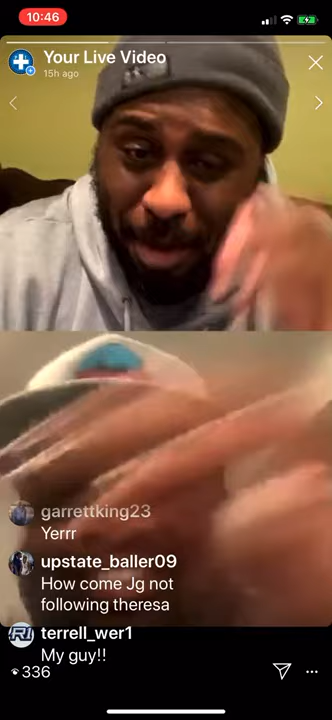 10:46
Your Live Video
15h ago
garrettking23
Yerrr
upstate_baller09
How come Jg not
following theresa
terrell_wer1
My guy!!
336